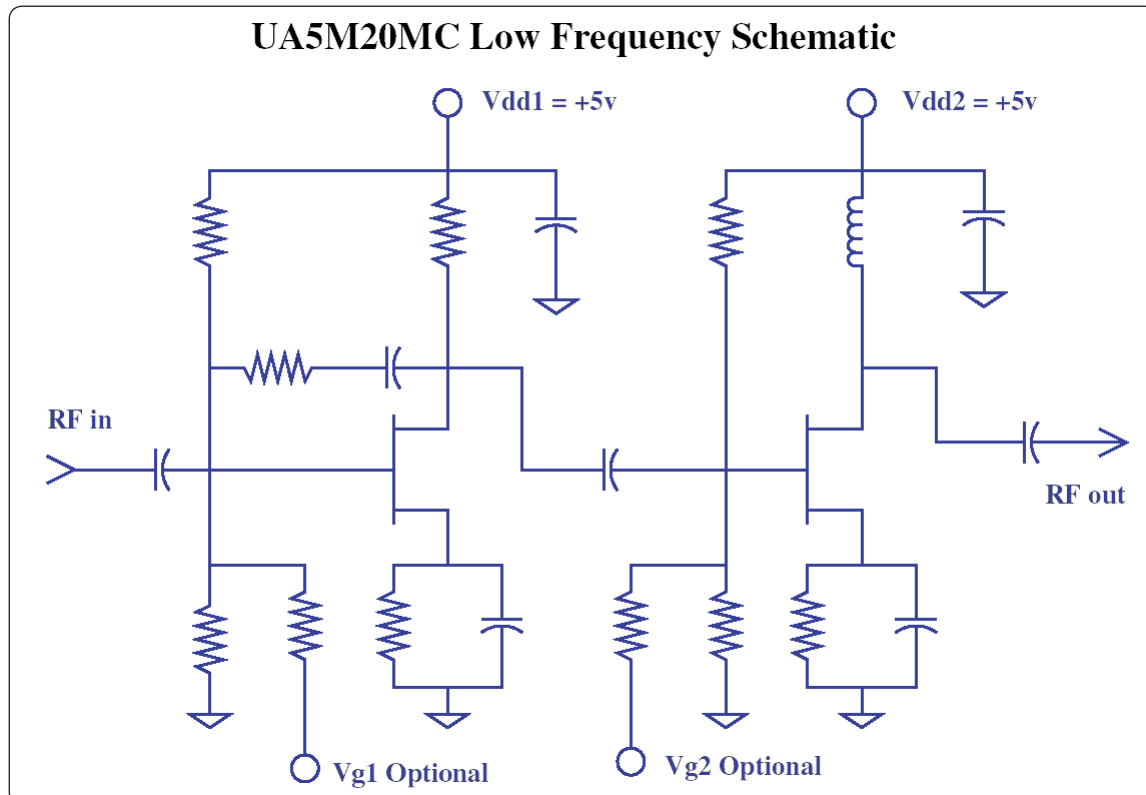 UA5M20MC Low Frequency Schematic
Vdd1 = +5v
Vdd2 = +5v
RF in
RF out
Vg1 Optional
Vg2 Optional